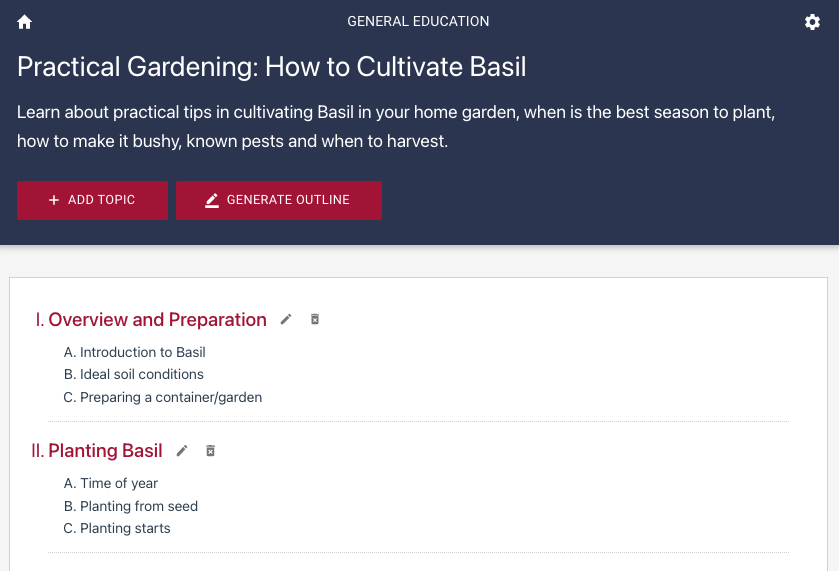 GENERAL EDUCATION
Practical Gardening: How to Cultivate Basil
Learn about practical tips in cultivating Basil in your home garden, when is the best season to plant,
how to make it bushy, known pests and when to harvest.
+ ADD TOPIC
GENERATE OUTLINE
I. Overview and Preparation
A. Introduction to Basil
B. Ideal soil conditions
C. Preparing a container/garden
II. Planting Basil
A. Time of year
B. Planting from seed
C. Planting starts